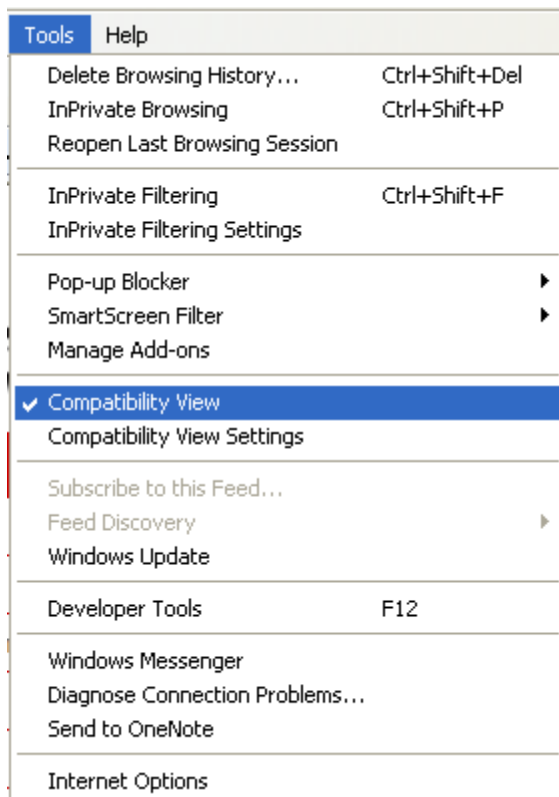 Tools Help
Delete Browsing History... Ctrl+Shift+Del
InPrivate Browsing Ctrl+Shift+P
Reopen Last Browsing Session
InPrivate Filtering Ctrl+Shift+F
InPrivate Filtering Settings
Pop-up Blocker
SmartScreen Filter
Manage Add-ons
Compatibility View
Compatibility View Settings
Subscribe to this Feed...
Feed Discovery
Windows Update
Developer Tools F12
Windows Messenger
Diagnose Connection Problems...
Send to OneNote
Internet Options